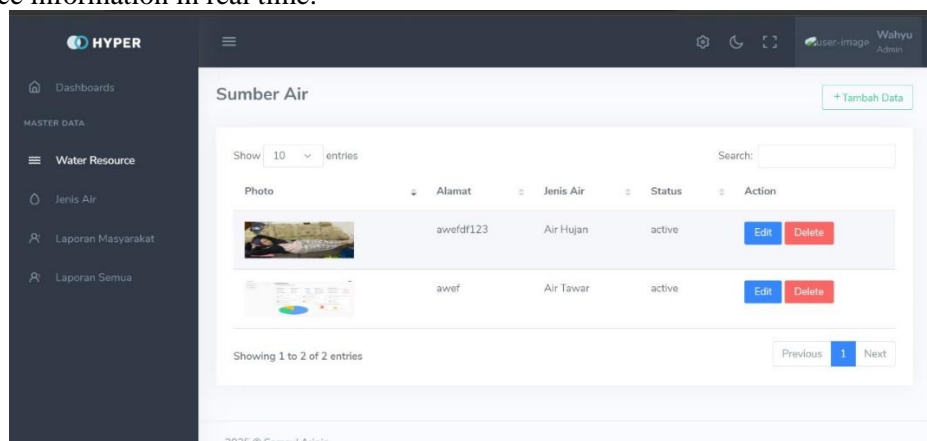 ce information in real time.
HYPER
user-image
Wahyu
Admin
Dashboards
MASTER DATA
Water Resource
Jenis Air
Laporan Masyarakat
Laporan Semua
Sumber Air
+ Tambah Data
Show 10 entries
Search:
Photo Alamat Jenis Air Status Action
awefdf123 Air Hujan active Edit Delete
awef Air Tawar active Edit Delete
Showing 1 to 2 of 2 entries
Previous 1 Next